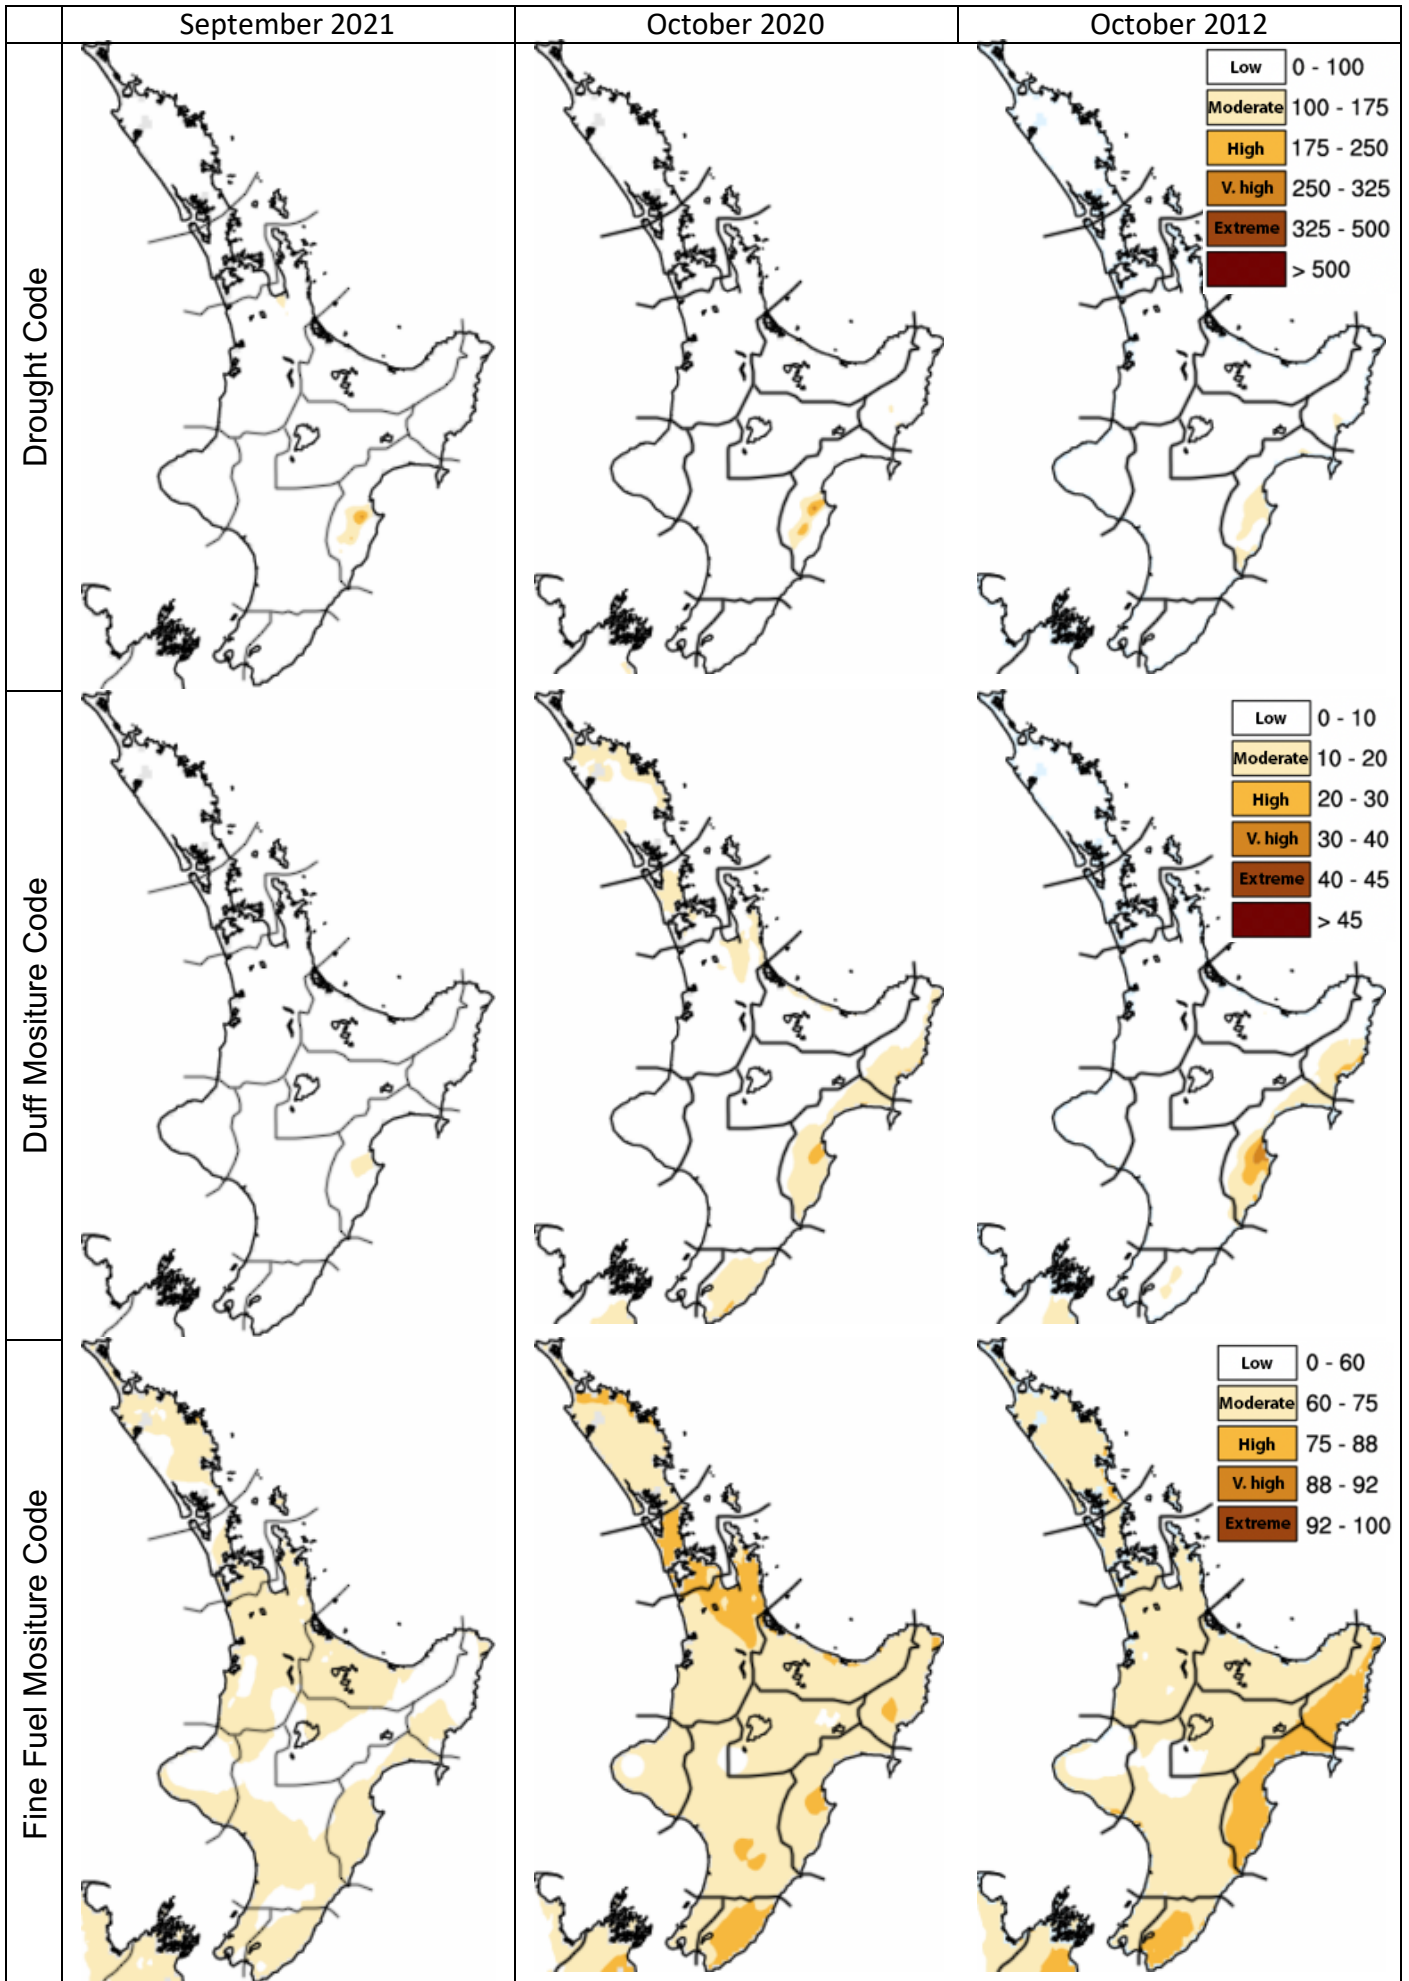 September 2021
October 2020
October 2012
Drought Code
Low 0 - 100
Moderate 100 - 175
High 175 - 250
V. high 250 - 325
Extreme 325 - 500
> 500
Duff Mositure Code
Low 0 - 10
Moderate 10 - 20
High 20 - 30
V. high 30 - 40
Extreme 40 - 45
> 45
Fine Fuel Mositure Code
Low 0 - 60
Moderate 60 - 75
High 75 - 88
V. high 88 - 92
Extreme 92 - 100